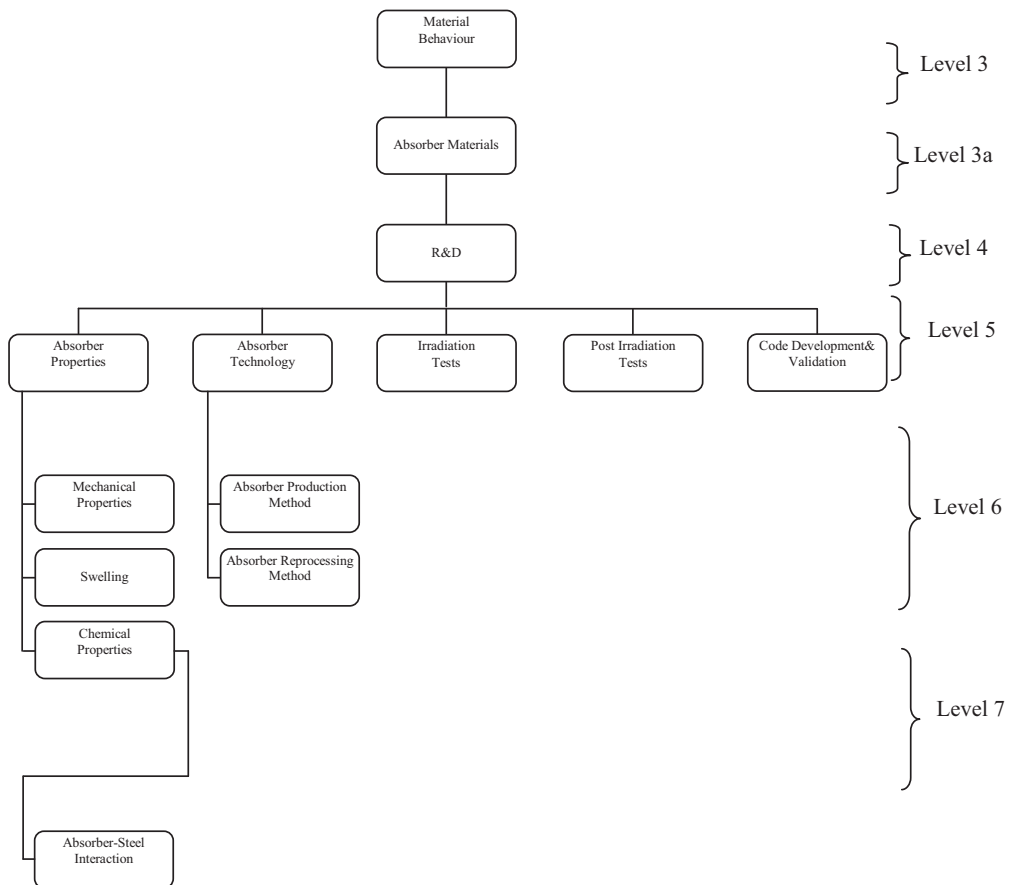 Material
Behaviour
Level 3
Absorber Materials
Level 3a
R&D
Level 4
Level 5
Absorber
Properties
Absorber
Technology
Irradiation
Tests
Post Irradiation
Tests
Code Development&
Validation
Mechanical
Properties
Absorber Production
Method
Level 6
Swelling
Absorber Reprocessing
Method
Chemical
Properties
Level 7
Absorber-Steel
Interaction